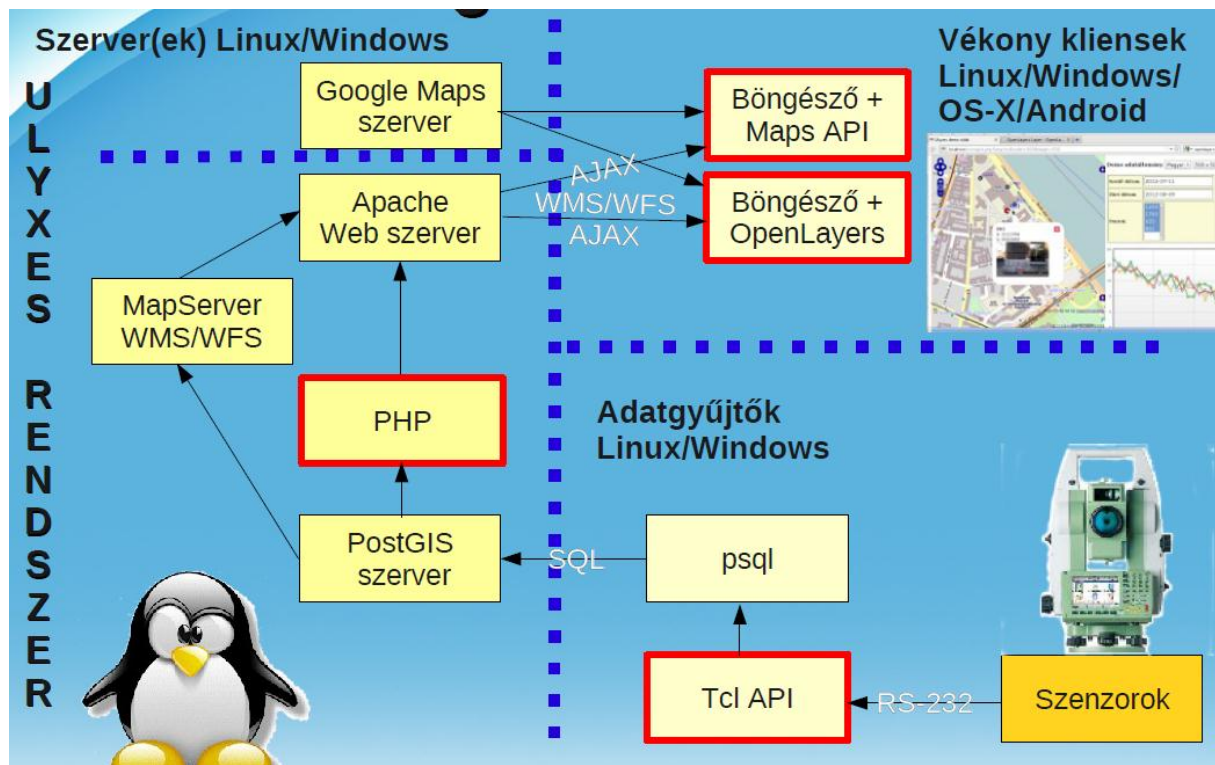 Szerver(ek) Linux/Windows
ULYXES RENDSZER
Google Maps
szerver
Apache
Web szerver
MapServer
WMS/WFS
PHP
PostGIS
szerver
Böngésző +
Maps API
Böngésző +
OpenLayers
AJAX
WMS/WFS
AJAX
Vékony kliensek
Linux/Windows/
OS-X/Android
Adatgyűjtők
Linux/Windows
SQL
psql
Tcl API
RS-232
Szenzorok